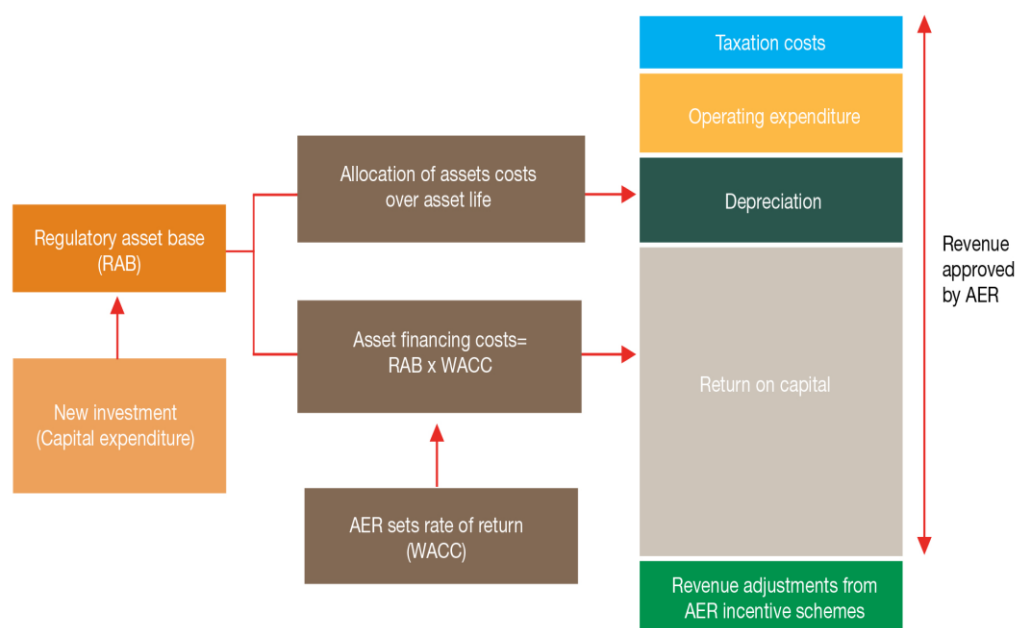 Taxation costs
Operating expenditure
Allocation of assets costs
over asset life
Depreciation
Regulatory asset base
(RAB)
Revenue
approved
by AER
Asset financing costs=
RAB x WACC
Return on capital
New investment
(Capital expenditure)
AER sets rate of return
(WACC)
Revenue adjustments from
AER incentive schemes